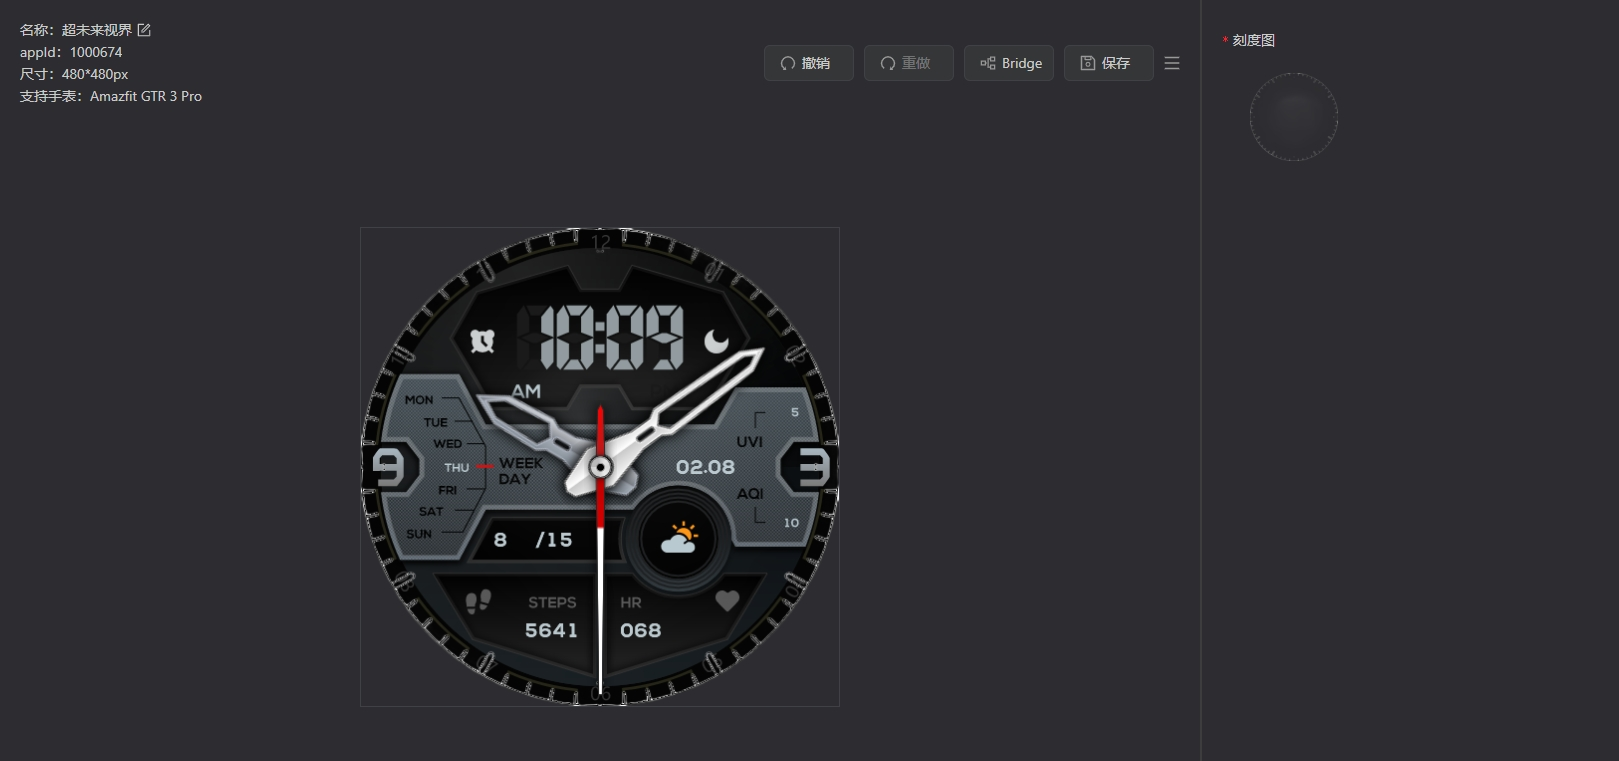 名称：超未来视界
appId：1000674
尺寸：480*480px
支持手表：Amazfit GTR 3 Pro
撤销
重做
Bridge
保存
* 刻度图
12
10:09
AM
MON
TUE
WED
THU
FRI
SAT
SUN
WEEK
DAY
9
3
5
UVI
02.08
AQI
10
8 /15
STEPS
HR
5641
068
06